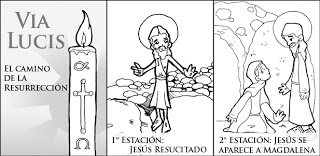 VIA
LUCIS
EL CAMINO
DE LA
RESURRECCIÓN
1ª ESTACIÓN:
JESÚS RESUCITADO
2ª ESTACIÓN: JESÚS SE
APARECE A MAGDALENA